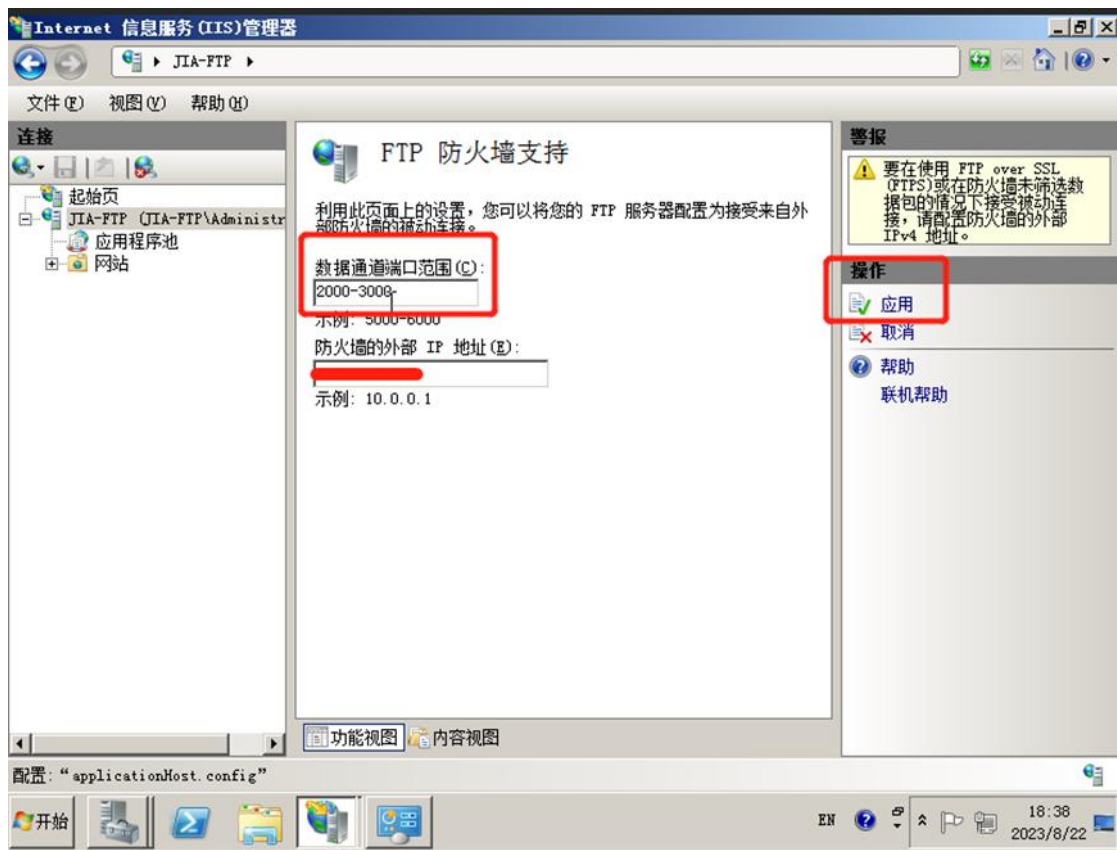 Internet 信息服务(IIS)管理器
JIA-FTP
文件(F) 视图(V) 帮助(H)
连接
起始页
JIA-FTP (JIA-FTP\Administr
应用程序池
网站
FTP 防火墙支持
利用此页面上的设置，您可以将您的 FTP 服务器配置为接受来自外
部防火墙的被动连接。
数据通道端口范围(C):
2000-3000
示例: 5000-6000
防火墙的外部 IP 地址(E):
示例: 10.0.0.1
功能视图 内容视图
警报
要在使用 FTP over SSL
(FTPS)或在防火墙未筛选数
据包的情况下接受被动连
接，请配置防火墙的外部
IPv4 地址。
操作
应用
取消
帮助
联机帮助
配置:“applicationHost.config”
开始
EN
18:38
2023/8/22